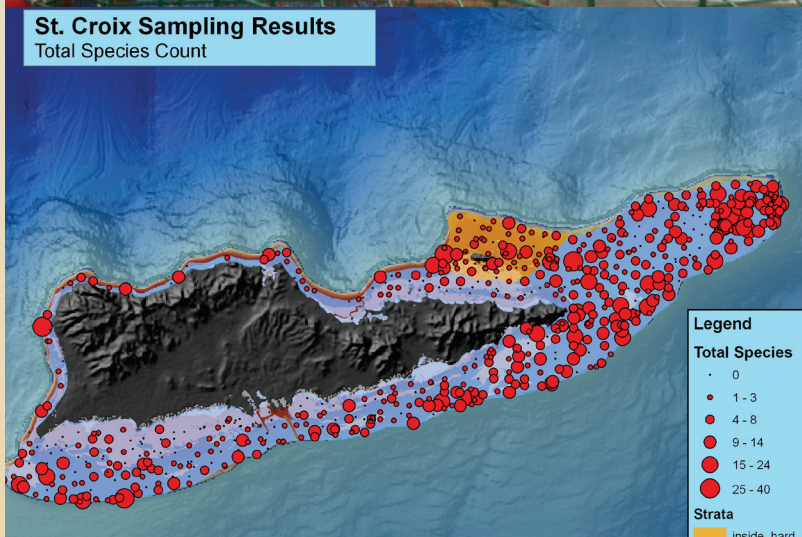 St. Croix Sampling Results
Total Species Count
Legend
Total Species
0
1 - 3
4 - 8
9 - 14
15 - 24
25 - 40
Strata
inside_hard